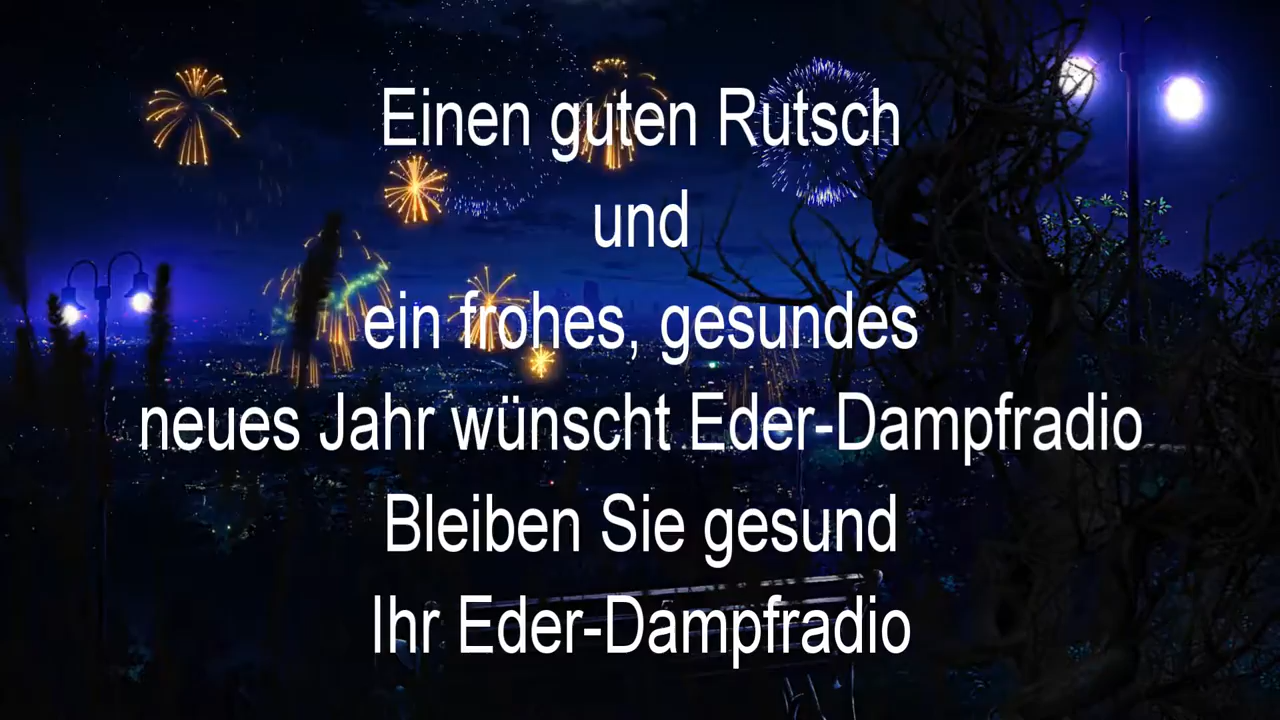 Einen guten Rutsch
und
ein frohes, gesundes
neues Jahr wünscht Eder-Dampfradio
Bleiben Sie gesund
Ihr Eder-Dampfradio